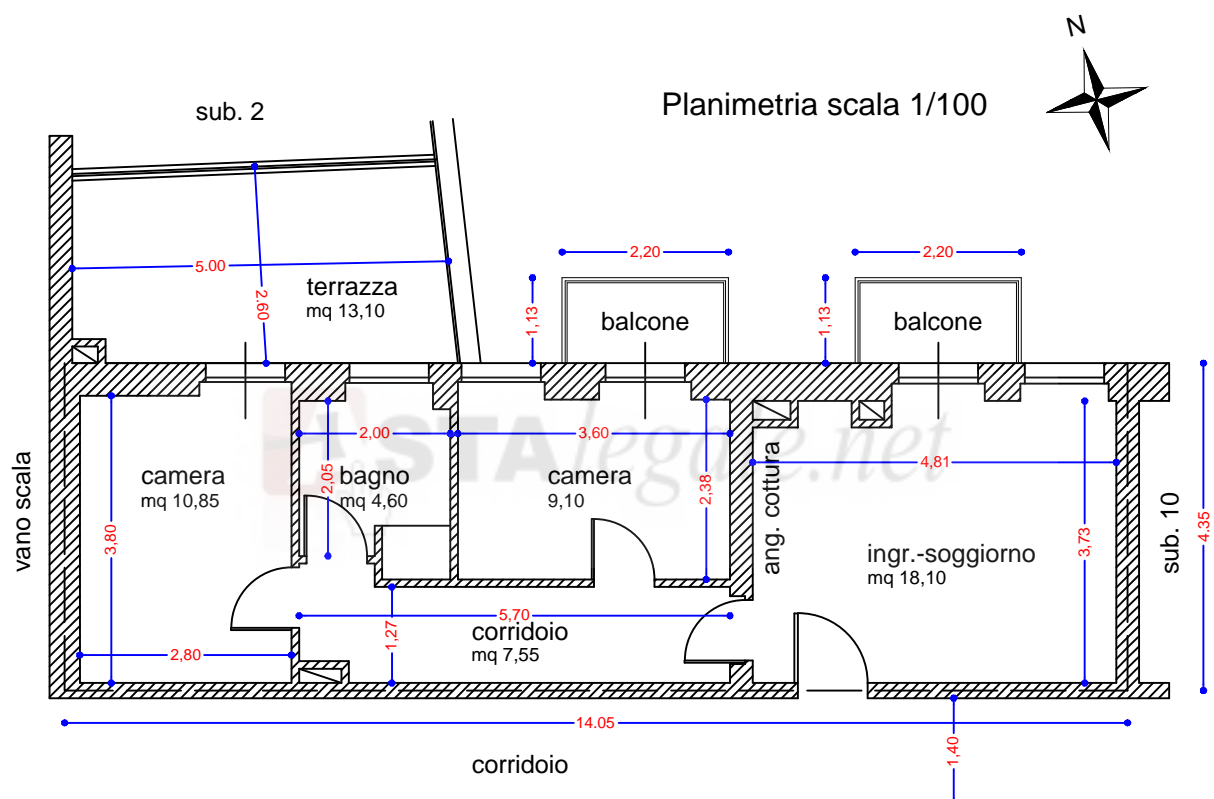 N
Planimetria scala 1/100
sub. 2
2,20
2,20
5.00
2.60
terrazza
mq 13,10
1,13
balcone
1,13
balcone
ASTAlegale.net
2,00
3,60
4,81
camera
mq 10,85
2,05
bagno
mq 4,60
camera
9,10
2,38
ang. cottura
vano scala
3,80
3,73
ingr.-soggiorno
mq 18,10
sub. 10
4.35
5,70
1,27
corridoio
mq 7,55
2,80
14.05
1,40
corridoio